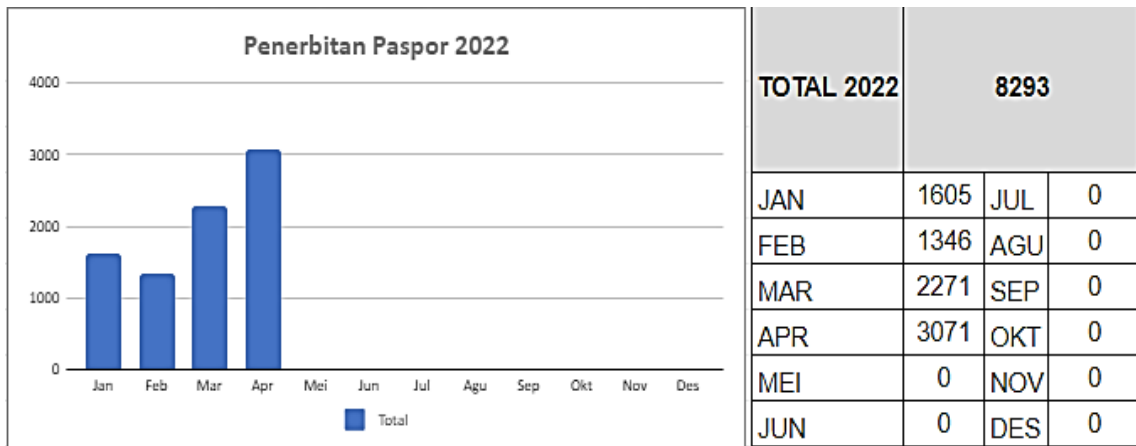 Penerbitan Paspor 2022
4000
3000
2000
1000
0
Jan Feb Mar Apr Mei Jun Jul Agu Sep Okt Nov Des
Total
TOTAL 2022 8293
JAN 1605 JUL 0
FEB 1346 AGU 0
MAR 2271 SEP 0
APR 3071 OKT 0
MEI 0 NOV 0
JUN 0 DES 0